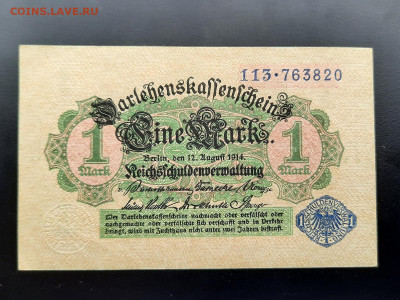 COINS.LAVE.RU
113·763820
Darlehenskassenschein
Eine Mark.
1
Mark
1
Mark
Berlin, den 12. August 1914.
Reichsschuldenverwaltung
Der Darlehenskassenscheine nachmacht oder verfälscht oder
nachgemachte oder verfälschte sich verschafft und in Verkehr
bringt, wird mit Zuchthaus nicht unter zwei Jahren bestraft.
1
1